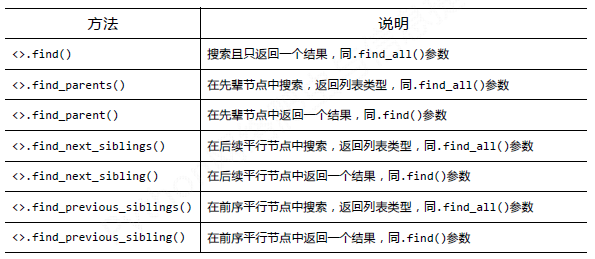 方法 说明
<>.find() 搜索且只返回一个结果，同.find_all()参数
<>.find_parents() 在先辈节点中搜索，返回列表类型，同.find_all()参数
<>.find_parent() 在先辈节点中返回一个结果，同.find()参数
<>.find_next_siblings() 在后续平行节点中搜索，返回列表类型，同.find_all()参数
<>.find_next_sibling() 在后续平行节点中返回一个结果，同.find()参数
<>.find_previous_siblings() 在前序平行节点中搜索，返回列表类型，同.find_all()参数
<>.find_previous_sibling() 在前序平行节点中返回一个结果，同.find()参数